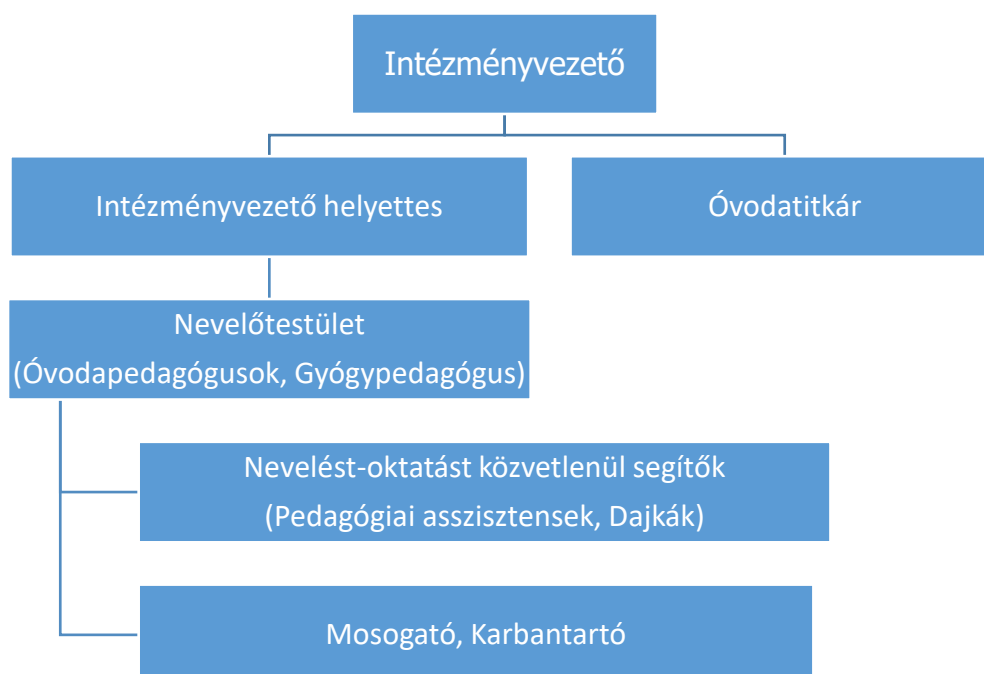 Intézményvezető
Intézményvezető helyettes
Óvodatitkár
Nevelőtestület
(Óvodapedagógusok, Gyógypedagógus)
Nevelést-oktatást közvetlenül segítők
(Pedagógiai asszisztensek, Dajkák)
Mosogató, Karbantartó